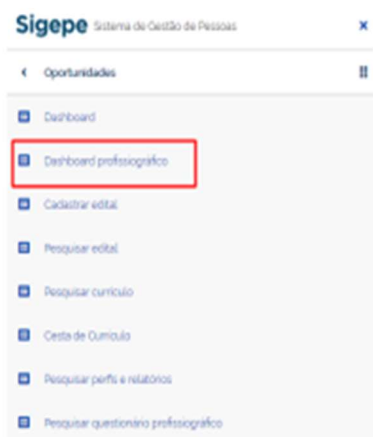 Sigepe Sistema de Gestão de Pessoas
Oportunidades
Dashboard
Dashboard profissiográfico
Cadastrar edital
Pesquisar edital
Pesquisar currículo
Cesta de Currículo
Pesquisar perfis e relatórios
Pesquisar questionário profissiográfico